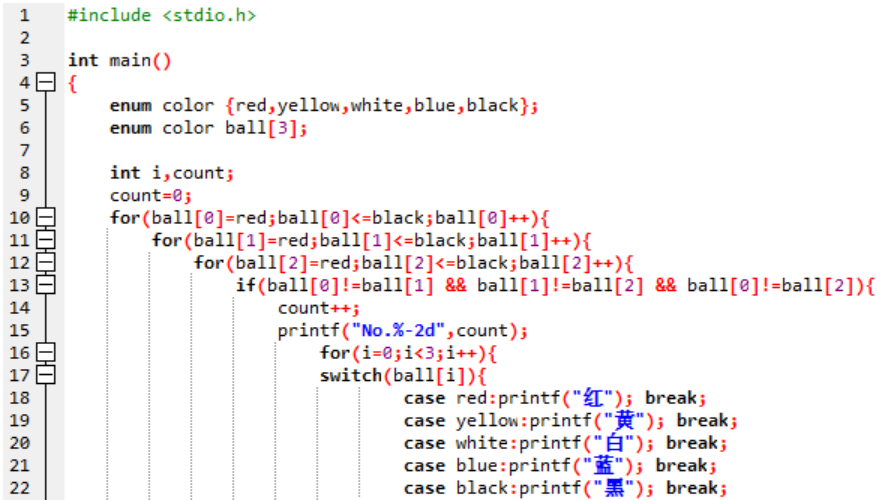 1 #include <stdio.h>
2
3 int main()
4 {
5 enum color {red,yellow,white,blue,black};
6 enum color ball[3];
7
8 int i,count;
9 count=0;
10 for(ball[0]=red;ball[0]<=black;ball[0]++){
11 for(ball[1]=red;ball[1]<=black;ball[1]++){
12 for(ball[2]=red;ball[2]<=black;ball[2]++){
13 if(ball[0]!=ball[1] && ball[1]!=ball[2] && ball[0]!=ball[2]){
14 count++;
15 printf("No.%-2d",count);
16 for(i=0;i<3;i++){
17 switch(ball[i]){
18 case red:printf("红"); break;
19 case yellow:printf("黄"); break;
20 case white:printf("白"); break;
21 case blue:printf("蓝"); break;
22 case black:printf("黑"); break;